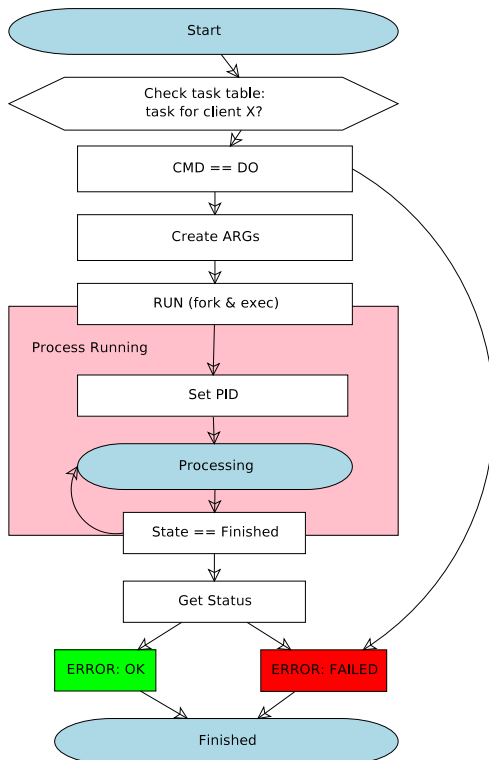 Start
Check task table:
task for client X?
CMD == DO
Create ARGs
RUN (fork & exec)
Process Running
Set PID
Processing
State == Finished
Get Status
ERROR: OK
ERROR: FAILED
Finished